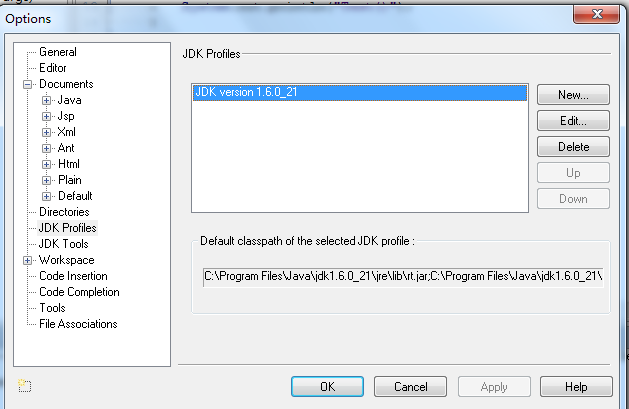 Options
General
Editor
Documents
Java
Jsp
Xml
Ant
Html
Plain
Default
Directories
JDK Profiles
JDK Tools
Workspace
Code Insertion
Code Completion
Tools
File Associations
JDK Profiles
JDK version 1.6.0_21
New...
Edit...
Delete
Up
Down
Default classpath of the selected JDK profile :
C:\Program Files\Java\jdk1.6.0_21\jre\lib\rt.jar;C:\Program Files\Java\jdk1.6.0_21\
OK
Cancel
Apply
Help